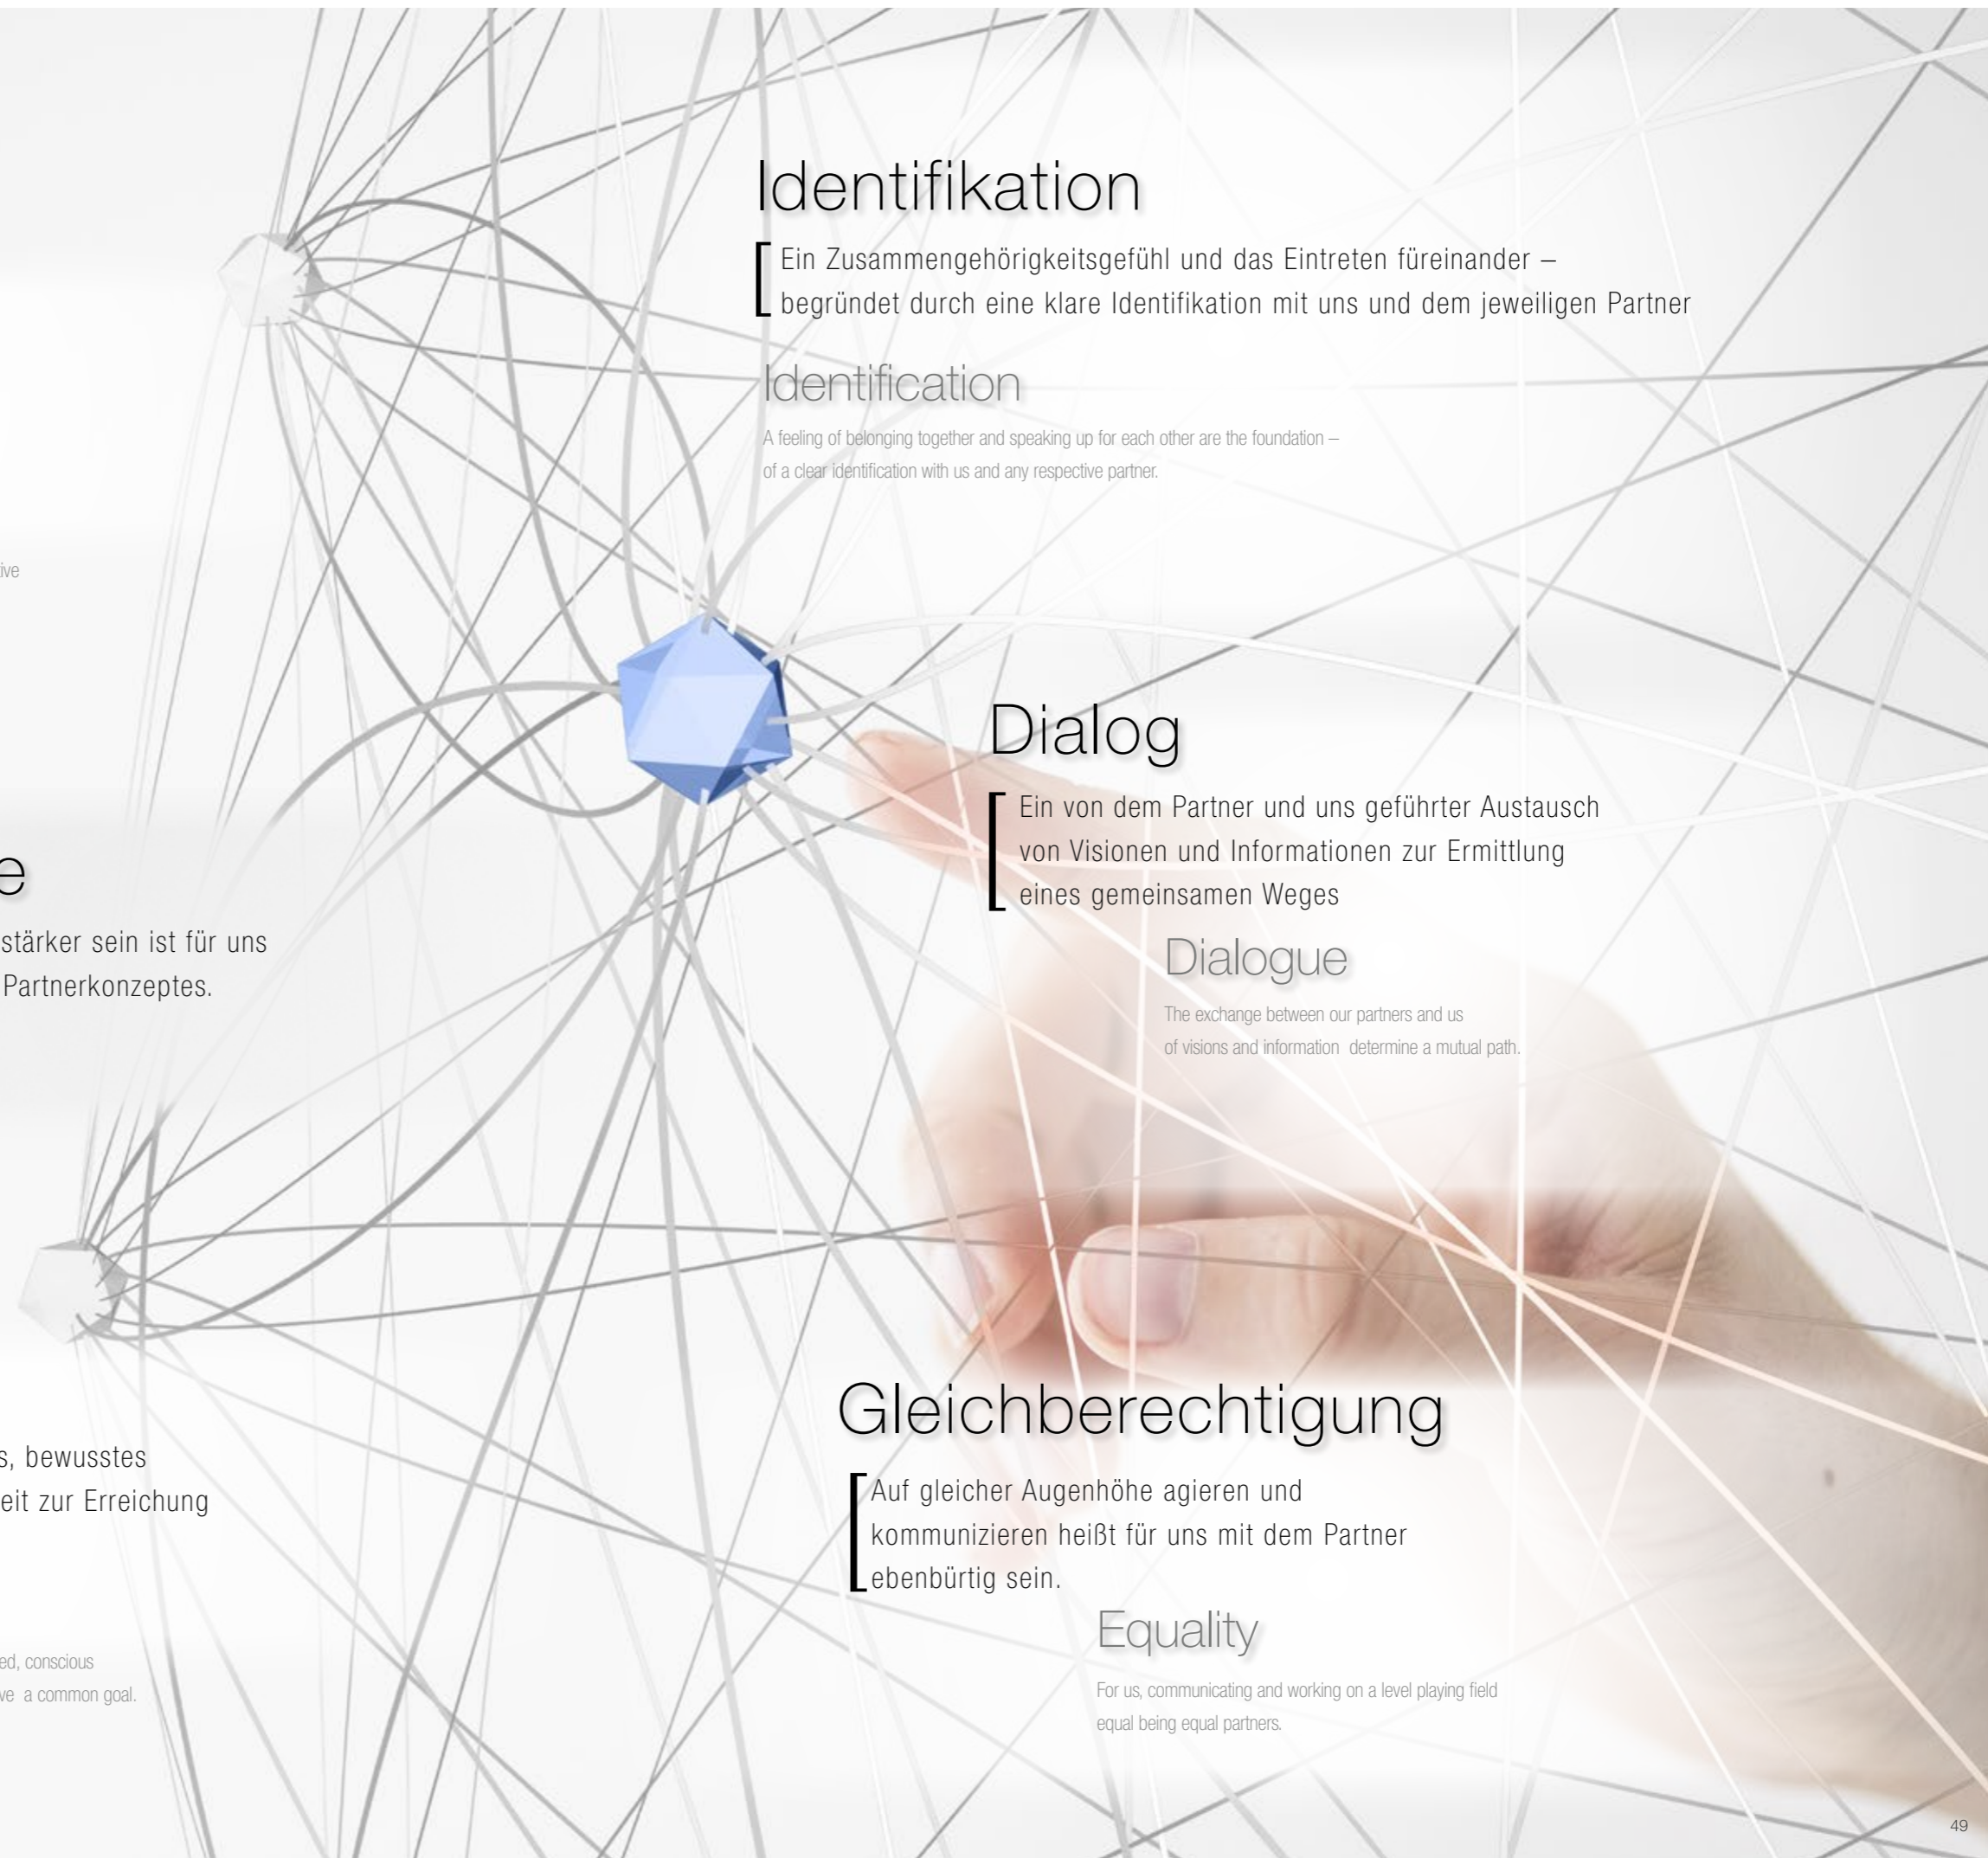 Identifikation
Ein Zusammengehörigkeitsgefühl und das Eintreten füreinander –
begründet durch eine klare Identifikation mit uns und dem jeweiligen Partner
Identification
A feeling of belonging together and speaking up for each other are the foundation –
of a clear identification with us and any respective partner.
Dialog
Ein von dem Partner und uns geführter Austausch
von Visionen und Informationen zur Ermittlung
eines gemeinsamen Weges
stärker sein ist für uns
Partnerkonzeptes.
Dialogue
The exchange between our partners and us
of visions and information  determine a mutual path.
Gleichberechtigung
Auf gleicher Augenhöhe agieren und
kommunizieren heißt für uns mit dem Partner
ebenbürtig sein.
bewusstes
zur Erreichung
Equality
For us, communicating and working on a level playing field
equal being equal partners.
conscious
a common goal.
49